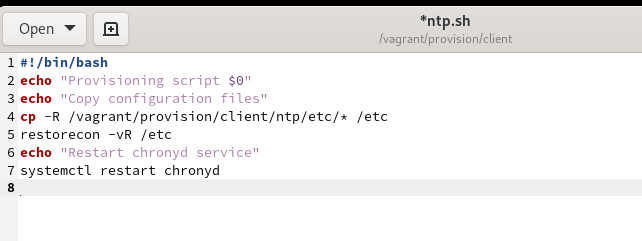 Open
*ntp.sh
/vagrant/provision/client
1 #!/bin/bash
2 echo "Provisioning script $0"
3 echo "Copy configuration files"
4 cp -R /vagrant/provision/client/ntp/etc/* /etc
5 restorecon -vR /etc
6 echo "Restart chronyd service"
7 systemctl restart chronyd
8